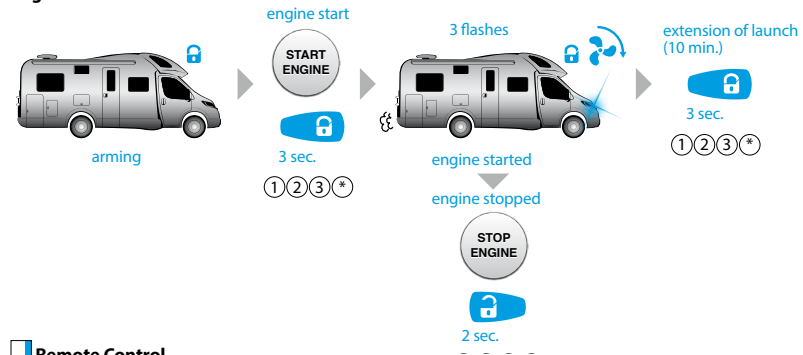 engine start
3 flashes
extension of launch
(10 min.)
START
ENGINE
arming
3 sec.
1 2 3 *
engine started
3 sec.
1 2 3 *
engine stopped
STOP
ENGINE
2 sec.
Remote Control